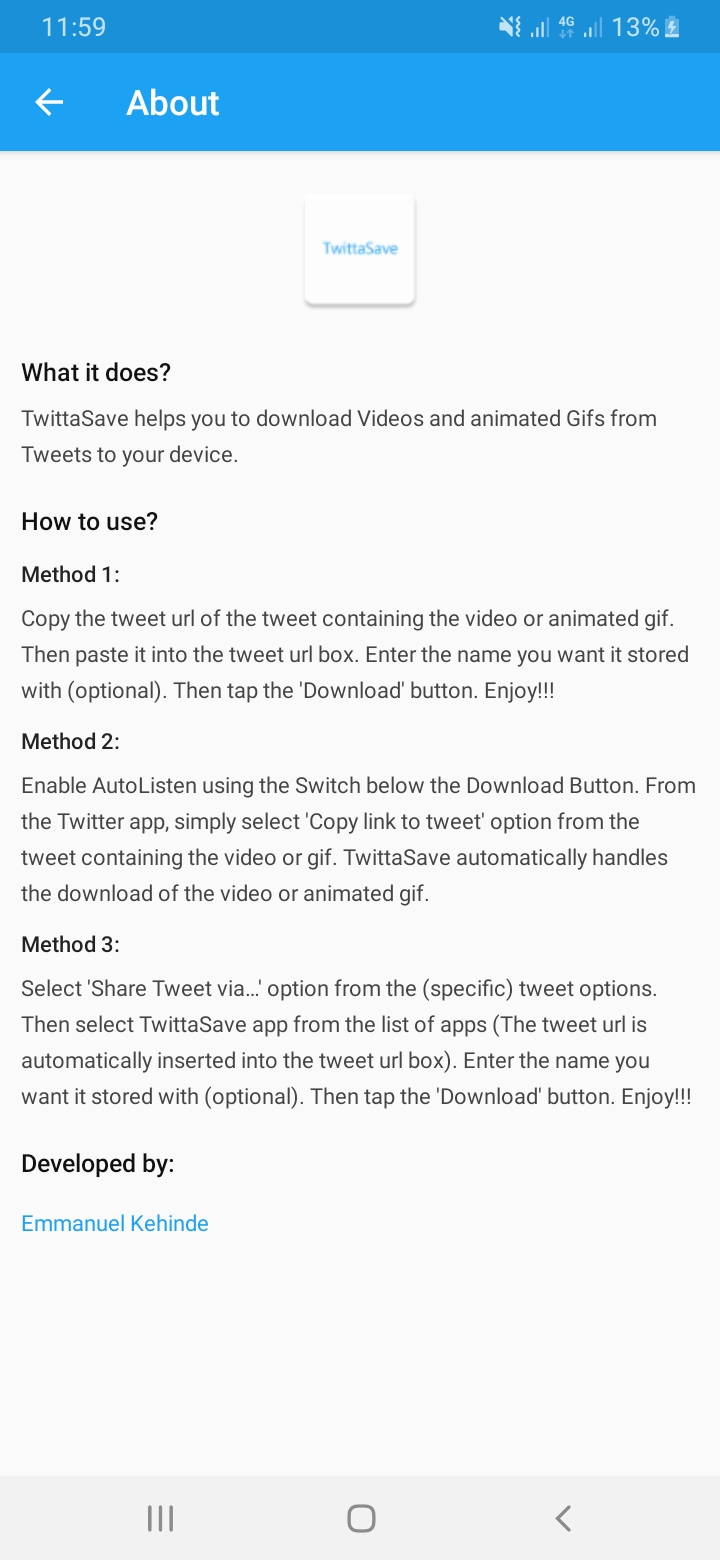 11:59
4G 13%
About
TwittaSave
What it does?
TwittaSave helps you to download Videos and animated Gifs from
Tweets to your device.
How to use?
Method 1:
Copy the tweet url of the tweet containing the video or animated gif.
Then paste it into the tweet url box. Enter the name you want it stored
with (optional). Then tap the 'Download' button. Enjoy!!!
Method 2:
Enable AutoListen using the Switch below the Download Button. From
the Twitter app, simply select 'Copy link to tweet' option from the
tweet containing the video or gif. TwittaSave automatically handles
the download of the video or animated gif.
Method 3:
Select 'Share Tweet via…' option from the (specific) tweet options.
Then select TwittaSave app from the list of apps (The tweet url is
automatically inserted into the tweet url box). Enter the name you
want it stored with (optional). Then tap the 'Download' button. Enjoy!!!
Developed by:
Emmanuel Kehinde